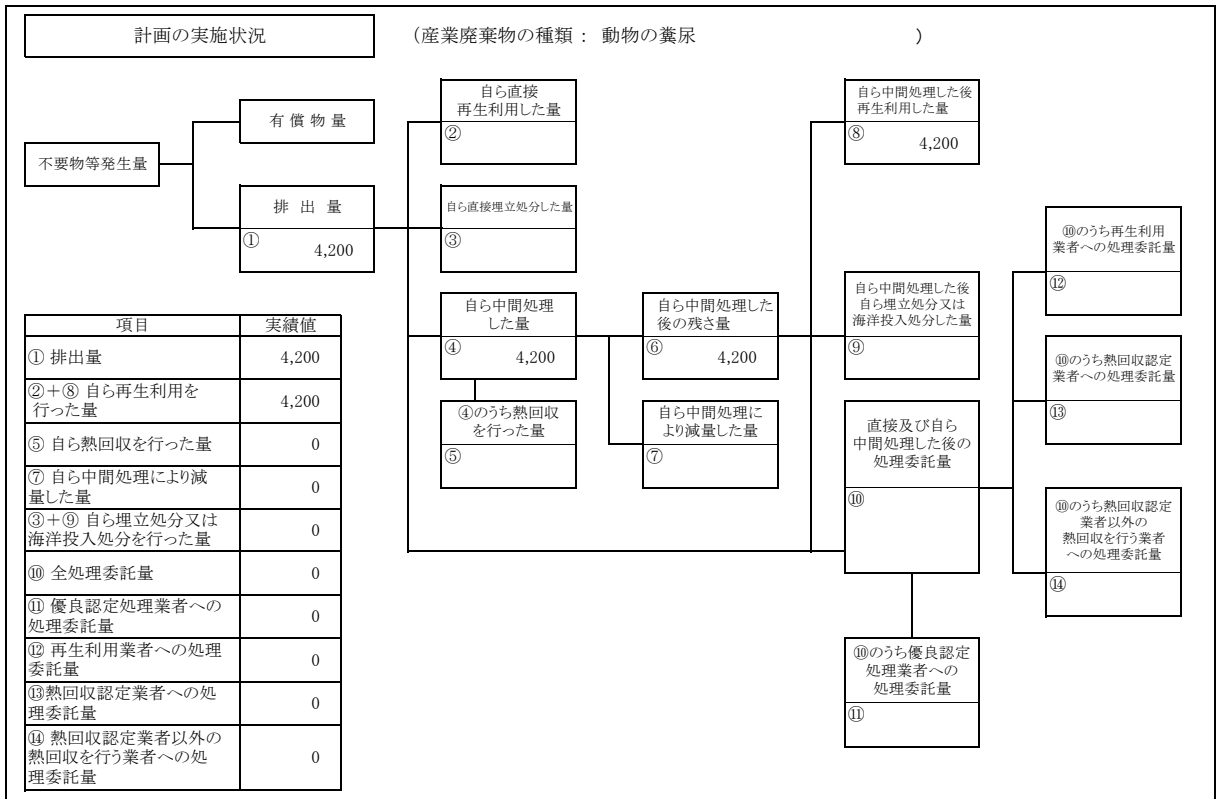 計画の実施状況
（産業廃棄物の種類 : 動物の糞尿 ）
不要物等発生量
有 償 物 量
排 出 量
① 4,200
自ら直接
再生利用した量
②
自ら直接埋立処分した量
③
自ら中間処理
した量
④ 4,200
④のうち熱回収
を行った量
⑤
自ら中間処理した
後の残さ量
⑥ 4,200
自ら中間処理に
より減量した量
⑦
自ら中間処理した後
再生利用した量
⑧ 4,200
自ら中間処理した後
自ら埋立処分又は
海洋投入処分した量
⑨
直接及び自ら
中間処理した後の
処理委託量
⑩
⑩のうち優良認定
処理業者への
処理委託量
⑪
⑩のうち再生利用
業者への処理委託量
⑫
⑩のうち熱回収認定
業者への処理委託量
⑬
⑩のうち熱回収認定
業者以外の
熱回収を行う業者
への処理委託量
⑭
項目 実績値
① 排出量 4,200
②＋⑧ 自ら再生利用を
行った量 4,200
⑤ 自ら熱回収を行った量 0
⑦ 自ら中間処理により減
量した量 0
③＋⑨ 自ら埋立処分又は
海洋投入処分を行った量 0
⑩ 全処理委託量 0
⑪ 優良認定処理業者への
処理委託量 0
⑫ 再生利用業者への処理
委託量 0
⑬熱回収認定業者への処
理委託量 0
⑭ 熱回収認定業者以外の
熱回収を行う業者への処
理委託量 0